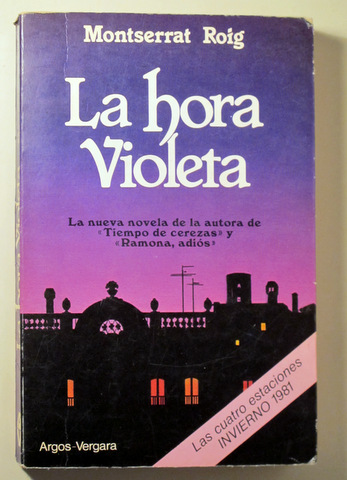 Montserrat Roig
La hora
Violeta
La nueva novela de la autora de
«Tiempo de cerezas» y
«Ramona, adiós»
Las cuatro estaciones
INVIERNO 1981
Argos-Vergara